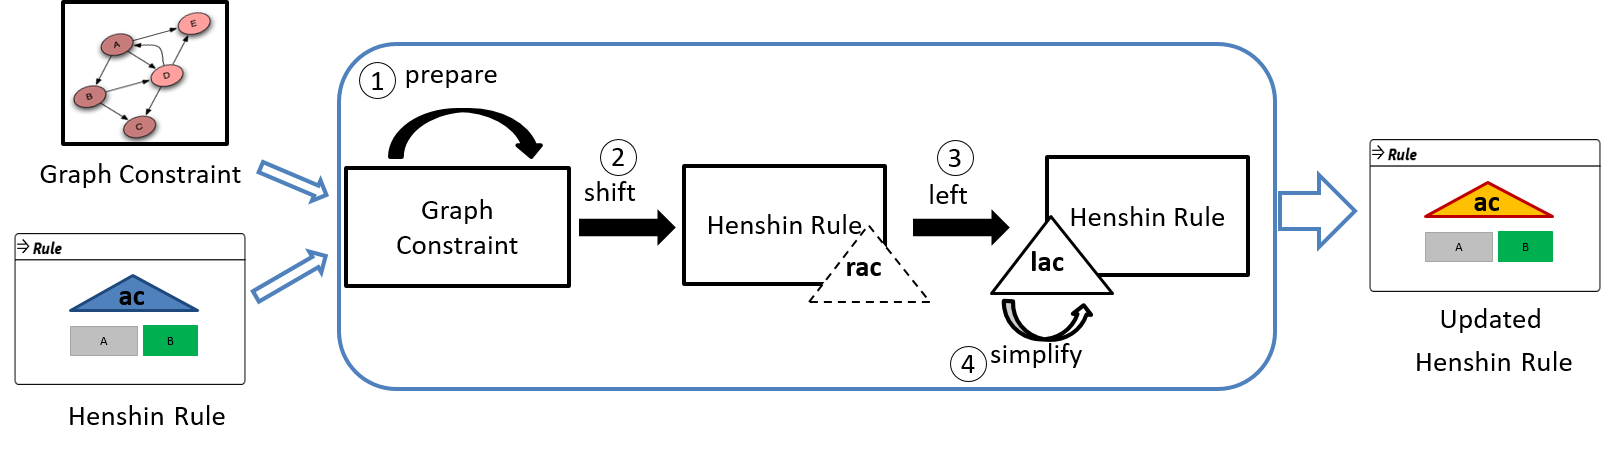 E
A
D
B
C
Graph Constraint
Rule
ac
A
B
Henshin Rule
1 prepare
Graph
Constraint
2
shift
Henshin Rule
rac
3
left
Henshin Rule
lac
4 simplify
Rule
ac
A
B
Updated
Henshin Rule